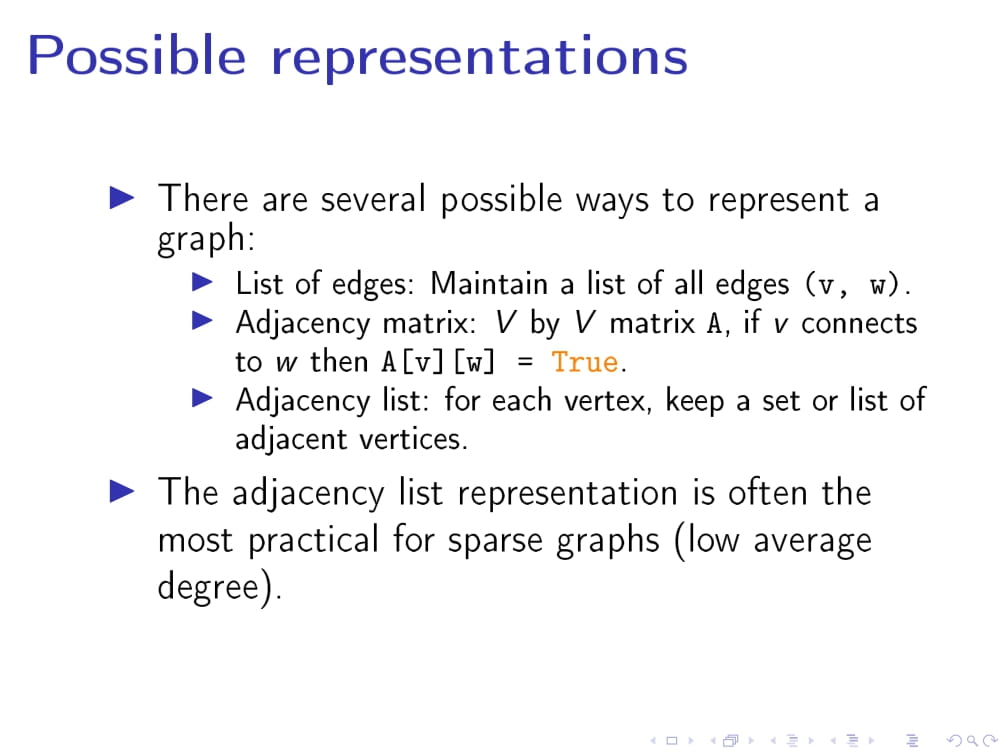 Possible representations
There are several possible ways to represent a
graph:
List of edges: Maintain a list of all edges (v, w).
Adjacency matrix: V by V matrix A, if v connects
to w then A[v][w] = True.
Adjacency list: for each vertex, keep a set or list of
adjacent vertices.
The adjacency list representation is often the
most practical for sparse graphs (low average
degree).